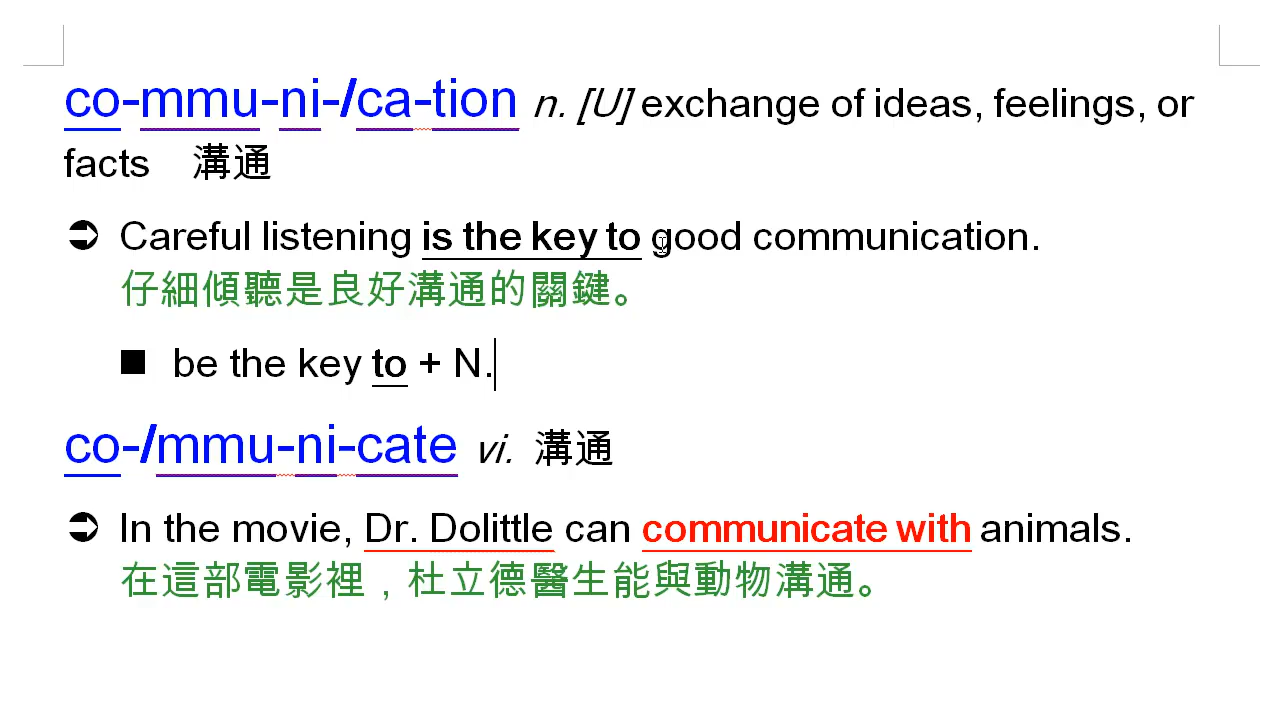 co-mmu-ni-/ca-tion n. [U] exchange of ideas, feelings, or
facts 溝通
➲ Careful listening is the key to good communication.
仔細傾聽是良好溝通的關鍵。
■ be the key to + N.
co-/mmu-ni-cate vi. 溝通
➲ In the movie, Dr. Dolittle can communicate with animals.
在這部電影裡，杜立德醫生能與動物溝通。